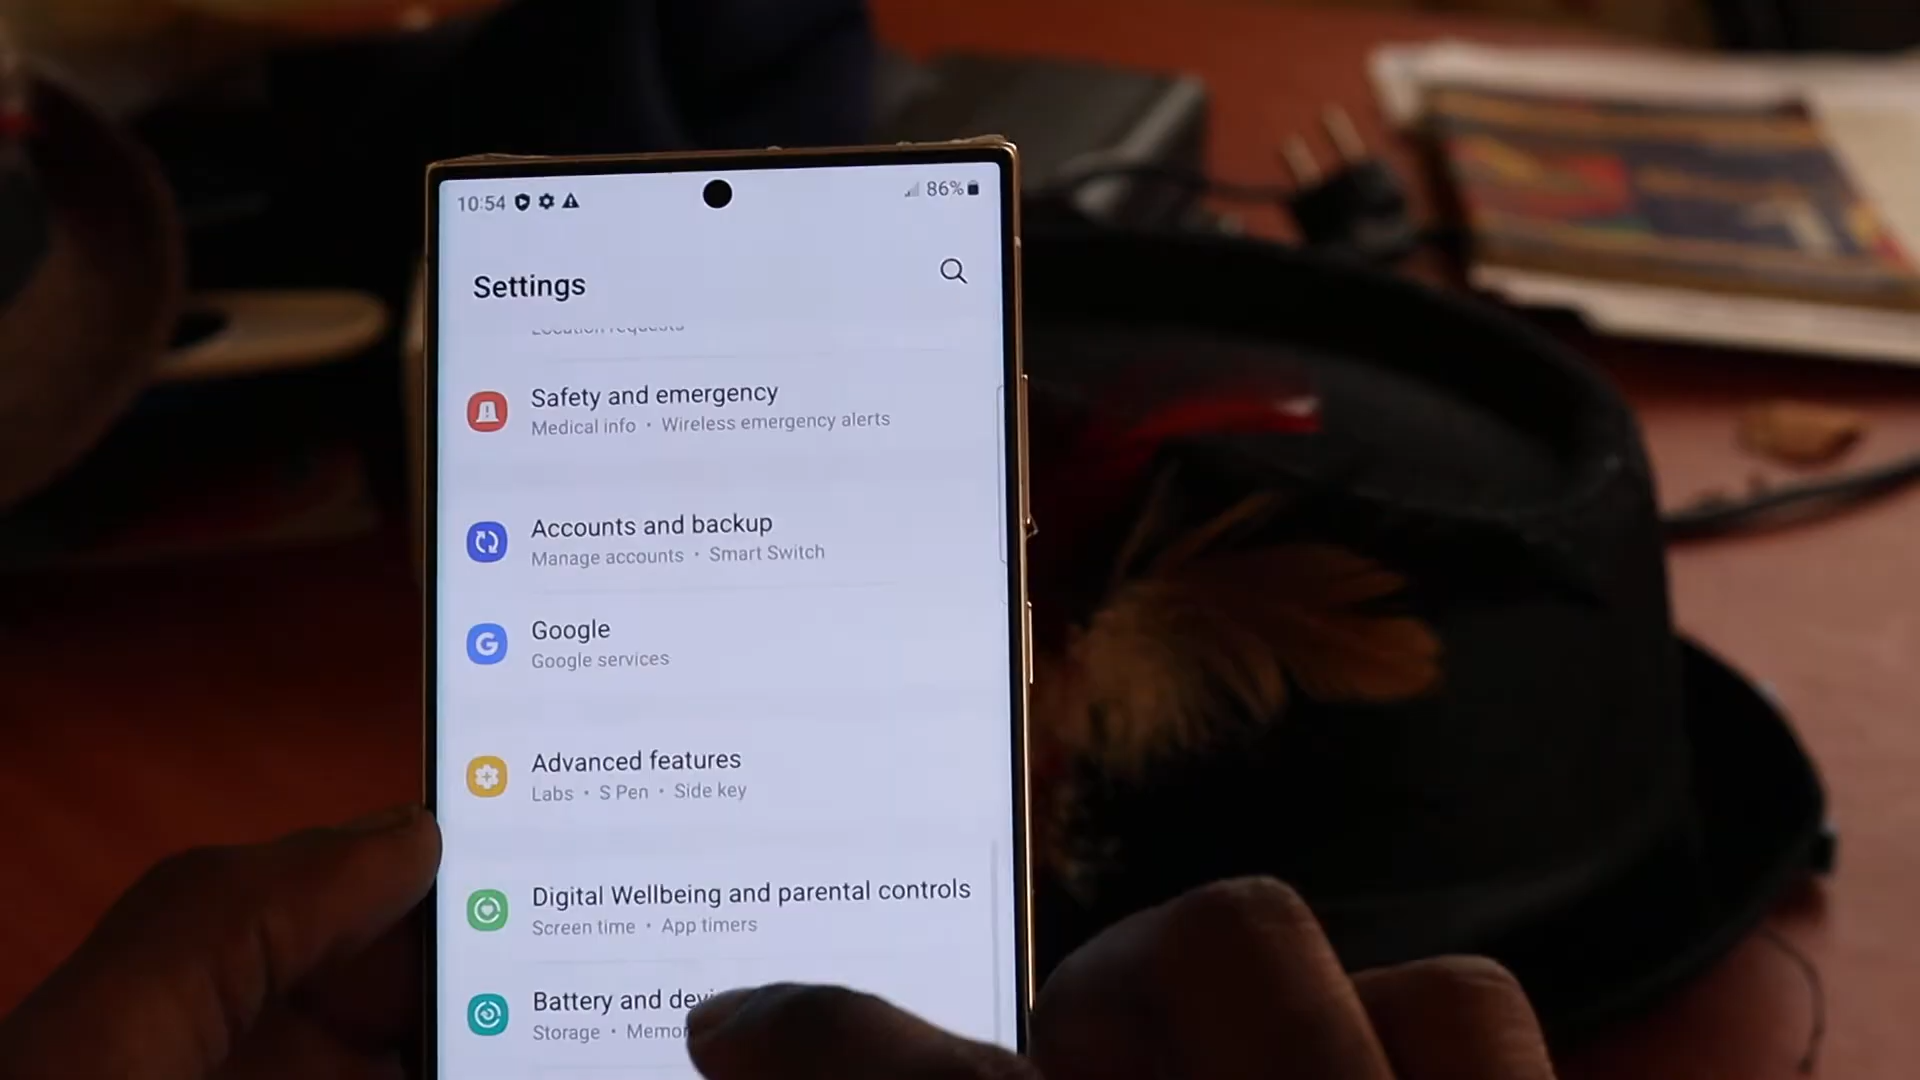 10:54
86%
Settings
Location requests
Safety and emergency
Medical info • Wireless emergency alerts
Accounts and backup
Manage accounts • Smart Switch
Google
Google services
Advanced features
Labs • S Pen • Side key
Digital Wellbeing and parental controls
Screen time • App timers
Battery and
Storage